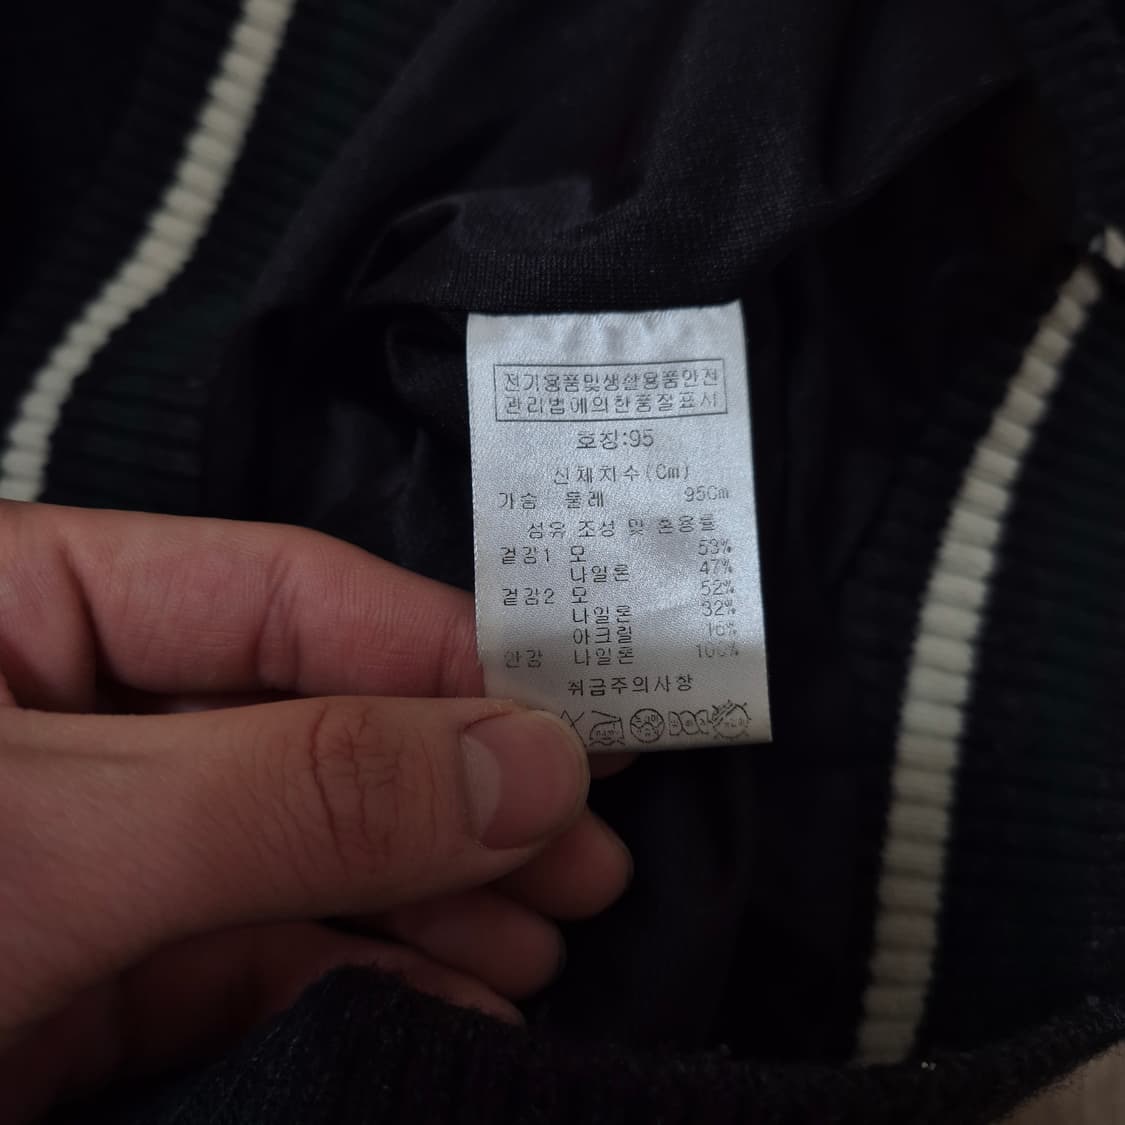 전기용품및생활용품안전
관리법에의한품질표시
호칭:95
신체치수(Cm)
가슴 둘레 95Cm
섬유 조성 및 혼용률
겉감1 모 53%
나일론 47%
겉감2 모 52%
나일론 32%
아크릴 16%
안감 나일론 100%
취급주의사항